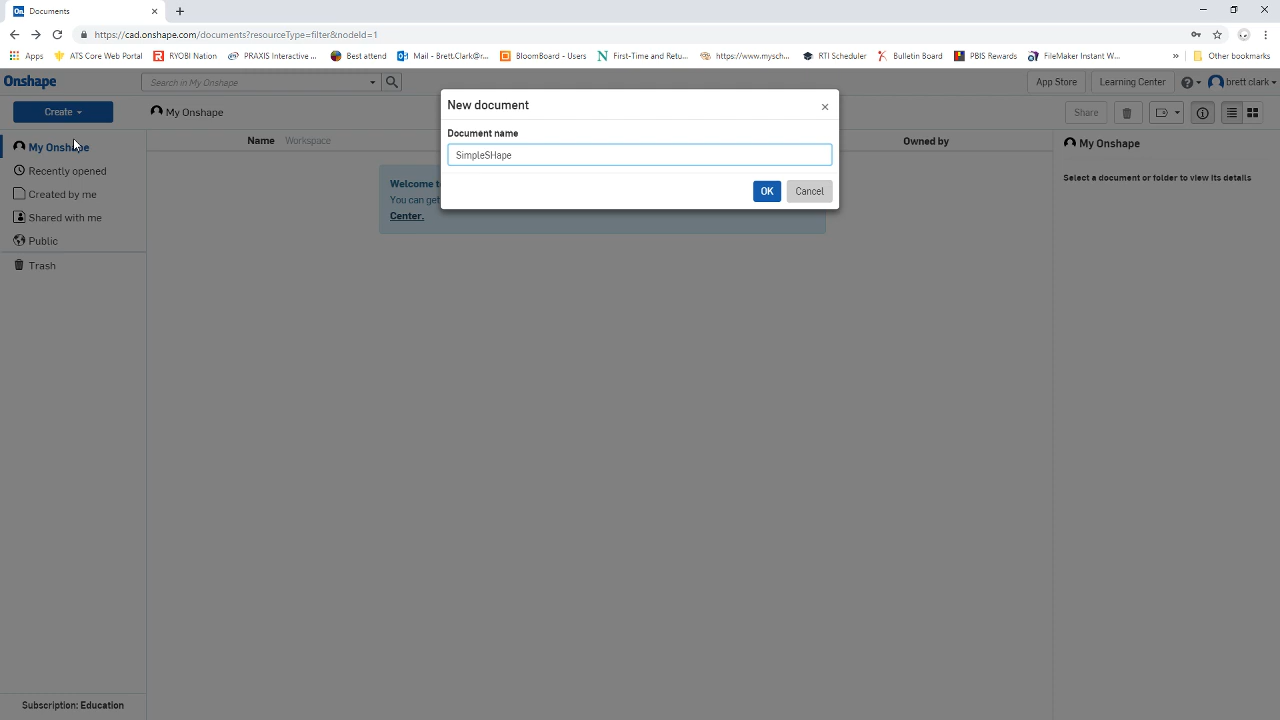 Documents
https://cad.onshape.com/documents?resourceType=filter&nodeId=1
Apps ATS Core Web Portal RYOBI Nation PRAXIS Interactive ... Best attend Mail - Brett.Clark@r... BloomBoard - Users First-Time and Retu... https://www.mysch... RTI Scheduler Bulletin Board PBIS Rewards FileMaker Instant W... » Other bookmarks
Onshape Search in My Onshape App Store Learning Center brett clark
Create My Onshape Share
New document
Document name
SimpleSHape
OK Cancel
Name Workspace Owned by
My Onshape
Recently opened
Created by me
Shared with me
Public
Trash
Welcome t
You can get
Center.
My Onshape
Select a document or folder to view its details
Subscription: Education